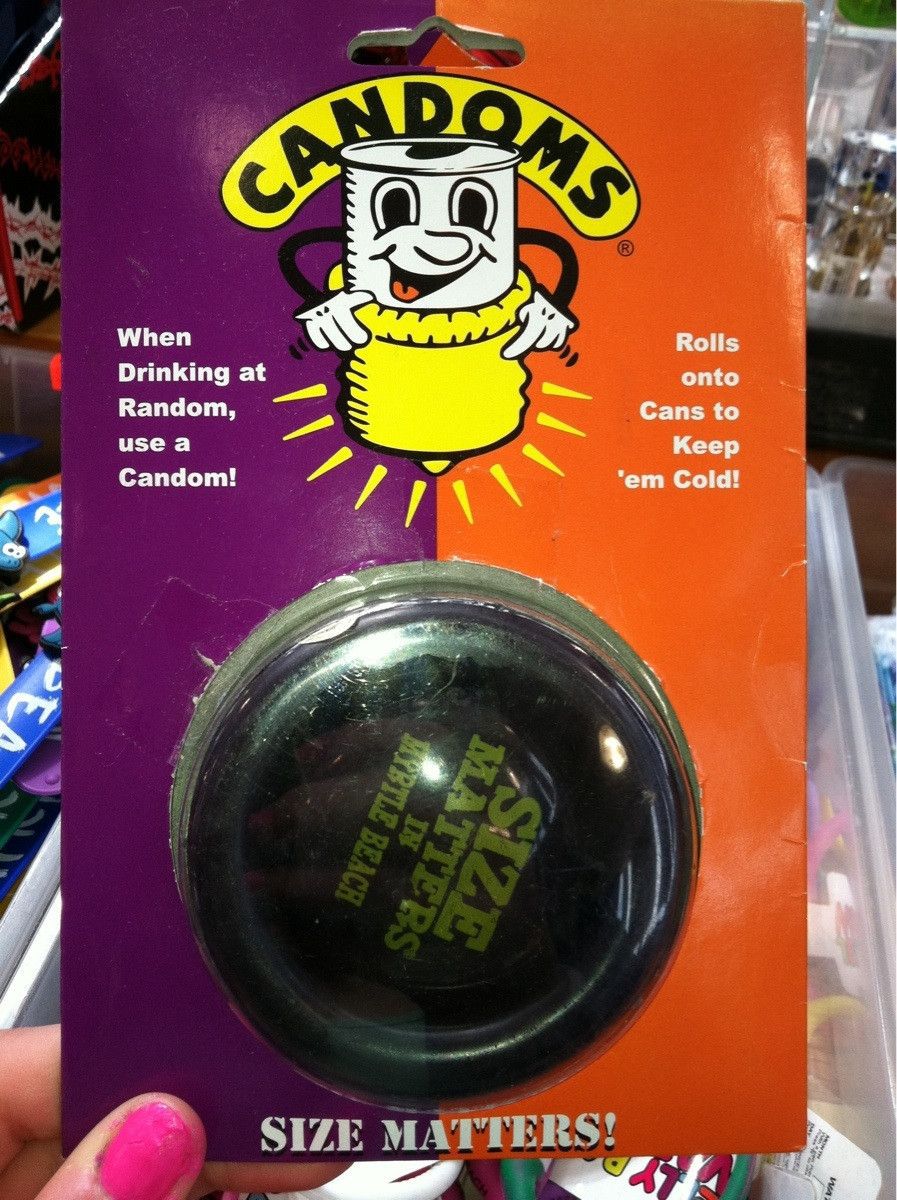 CANDOMS
®
When
Drinking at
Random,
use a
Candom!
Rolls
onto
Cans to
Keep
'em Cold!
SIZE
MATTERS
IN
MYRTLE BEACH
SIZE MATTERS!